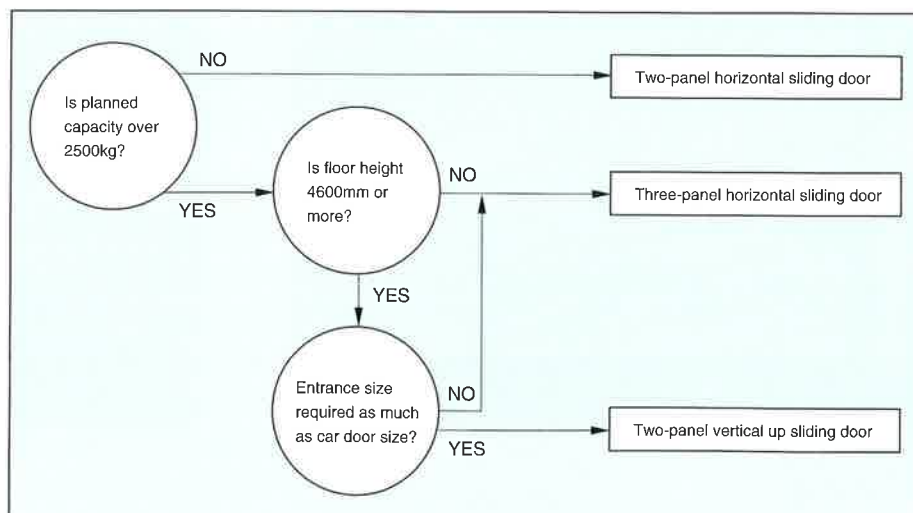 NO
Two-panel horizontal sliding door
Is planned
capacity over
2500kg?
YES
Is floor height
4600mm or
more?
NO
Three-panel horizontal sliding door
YES
Entrance size
required as much
as car door size?
NO
YES
Two-panel vertical up sliding door